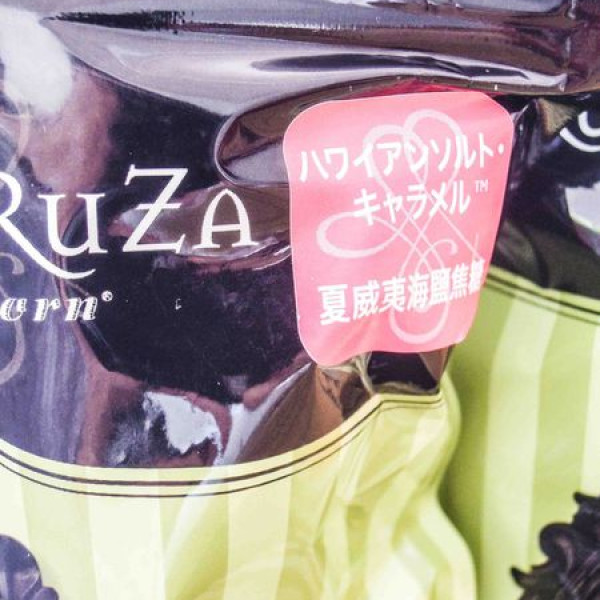 RUZA
orn®
ハワイアンソルト・
キャラメル™
夏威夷海鹽焦糖